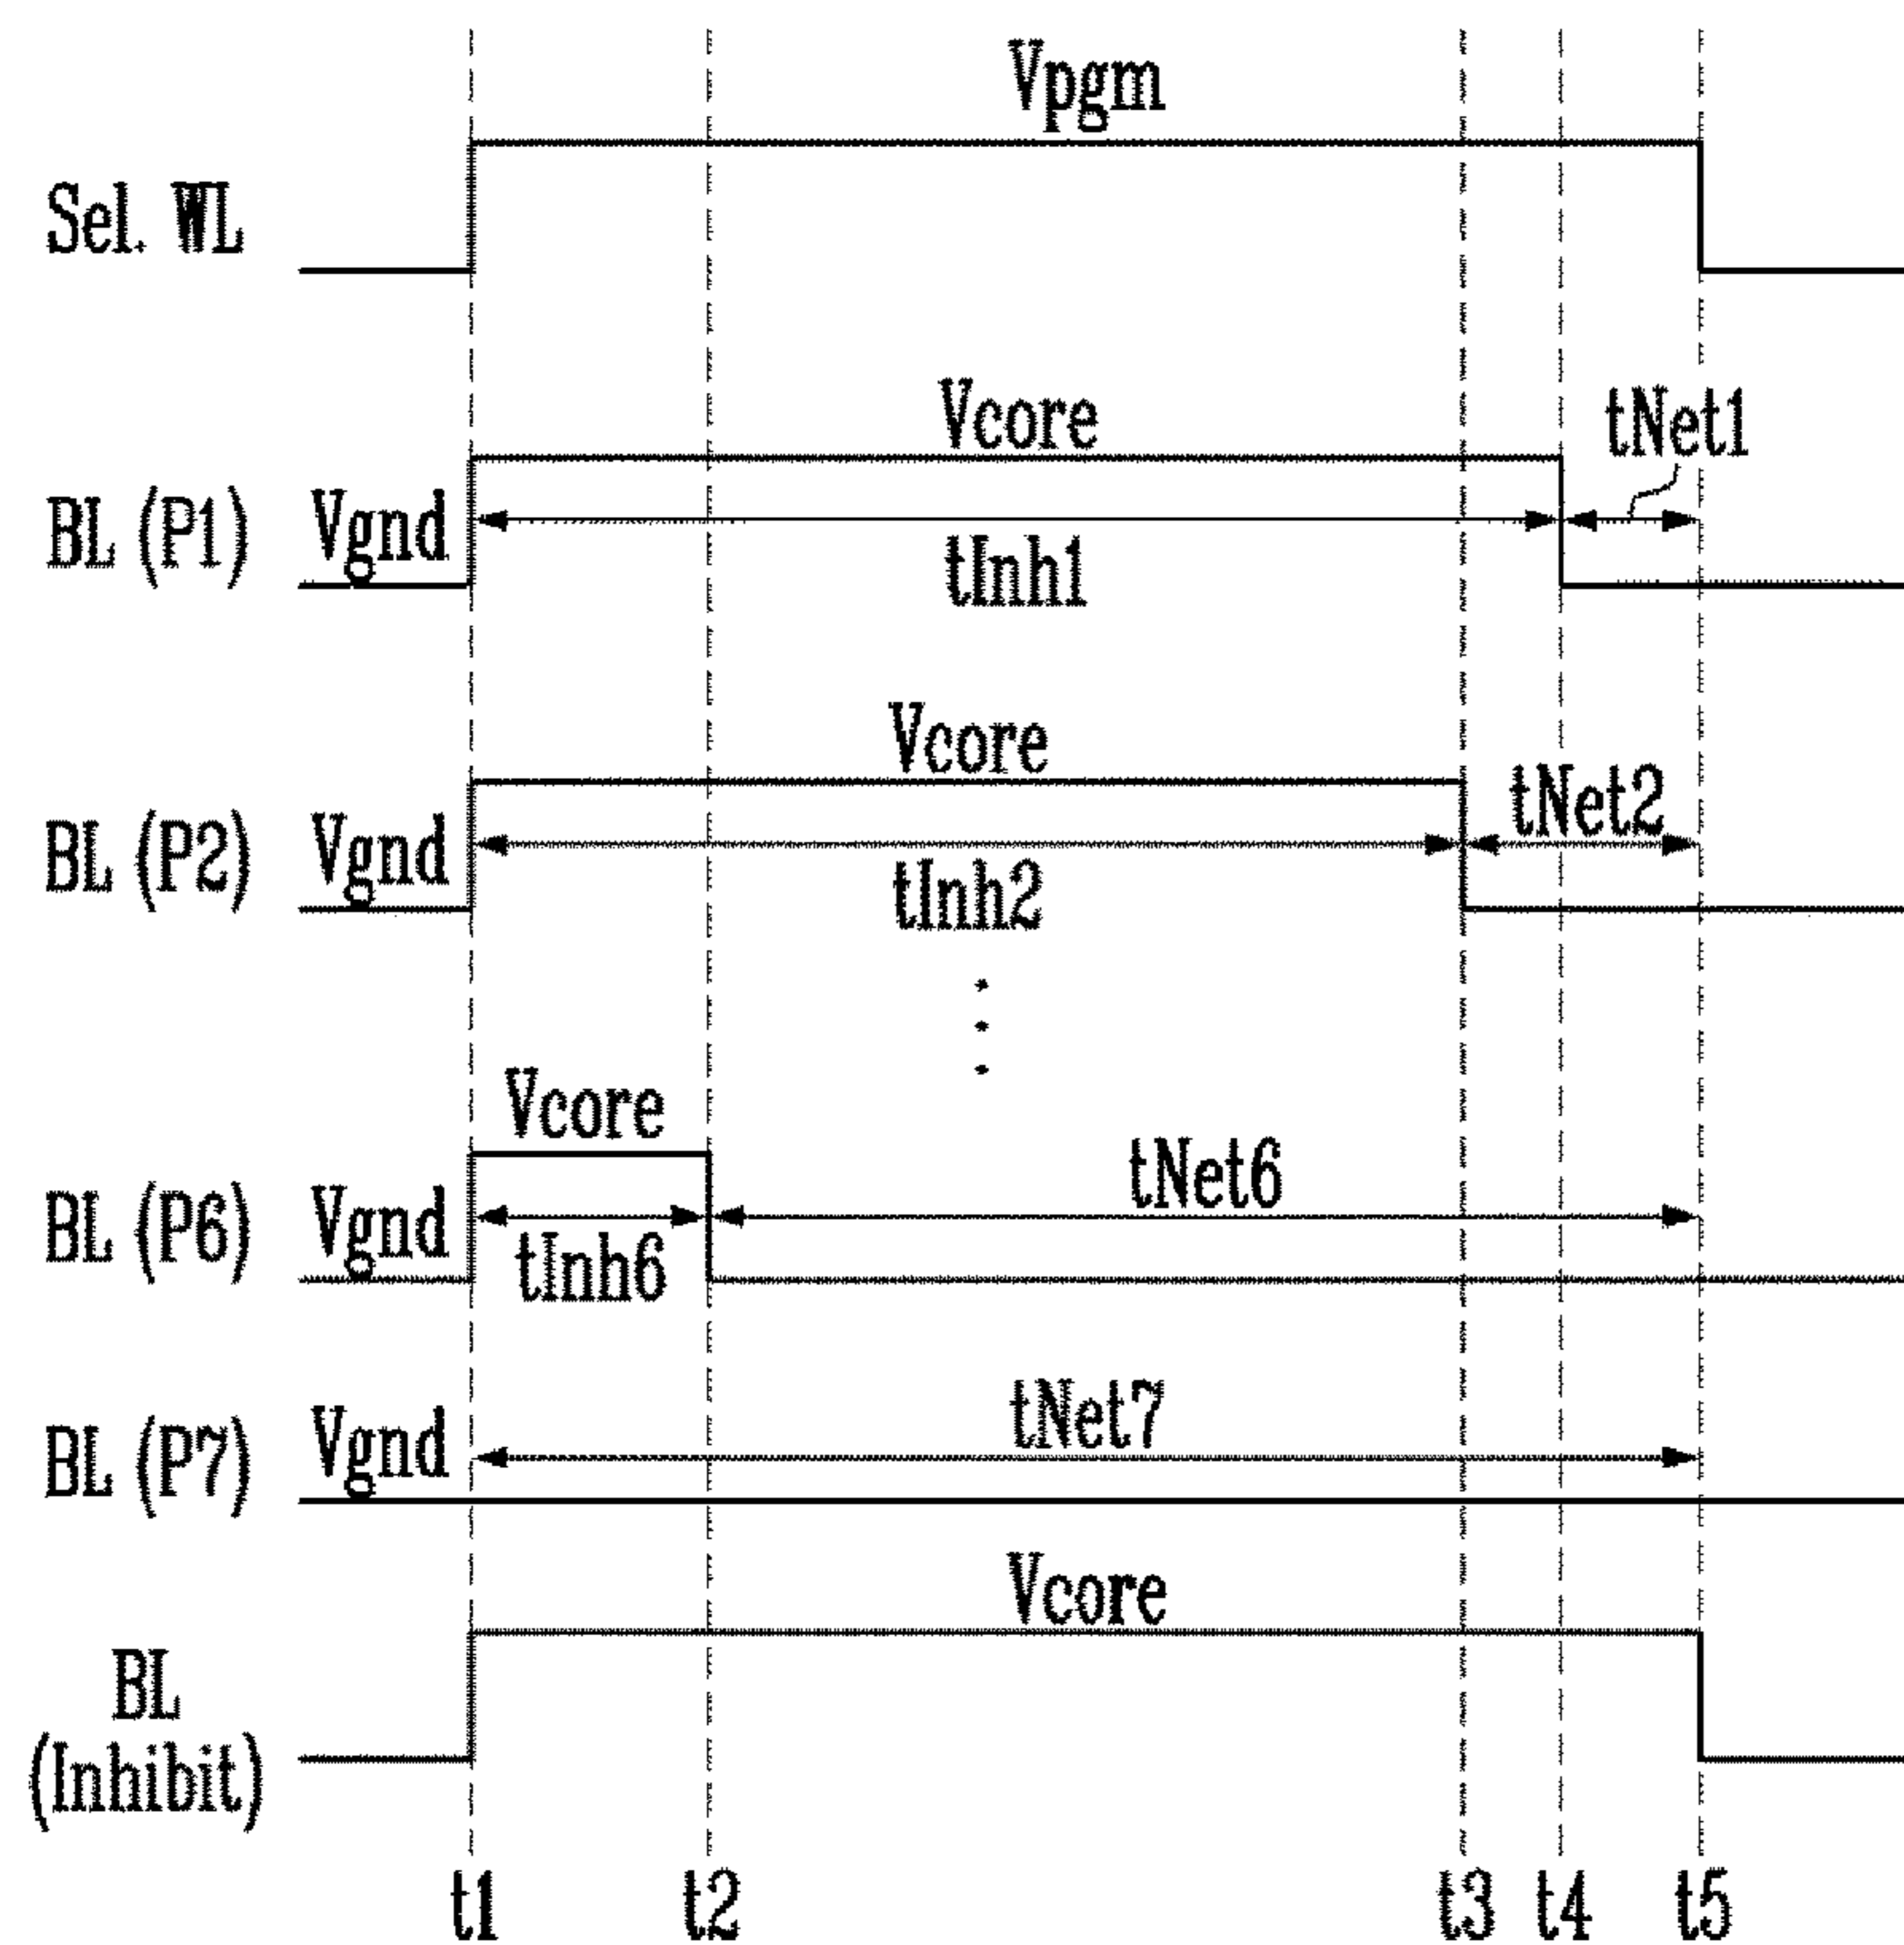 Vpgm
Sel. WL
Vcore
tNet1
BL (P1)
Vgnd
tInh1
Vcore
tNet2
BL (P2)
Vgnd
tInh2
Vcore
tNet6
BL (P6)
Vgnd
tInh6
tNet7
BL (P7)
Vgnd
Vcore
BL
(Inhibit)
t1 t2 t3 t4 t5